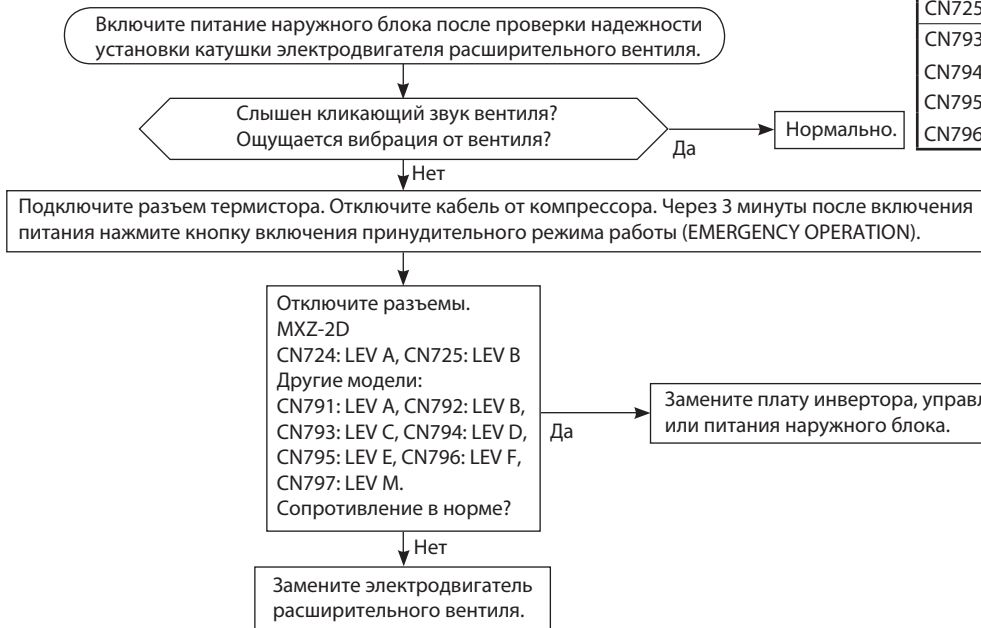 Включите питание наружного блока после проверки надежности
установки катушки электродвигателя расширительного вентиля.
CN725
CN793
CN794
CN795
CN796
Слышен кликающий звук вентиля?
Ощущается вибрация от вентиля?
Да
Нормально.
Нет
Подключите разъем термистора. Отключите кабель от компрессора. Через 3 минуты после включения
питания нажмите кнопку включения принудительного режима работы (EMERGENCY OPERATION).
Отключите разъемы.
MXZ-2D
CN724: LEV A, CN725: LEV B
Другие модели:
CN791: LEV A, CN792: LEV B,
CN793: LEV C, CN794: LEV D,
CN795: LEV E, CN796: LEV F,
CN797: LEV M.
Сопротивление в норме?
Да
Замените плату инвертора, управл
или питания наружного блока.
Нет
Замените электродвигатель
расширительного вентиля.